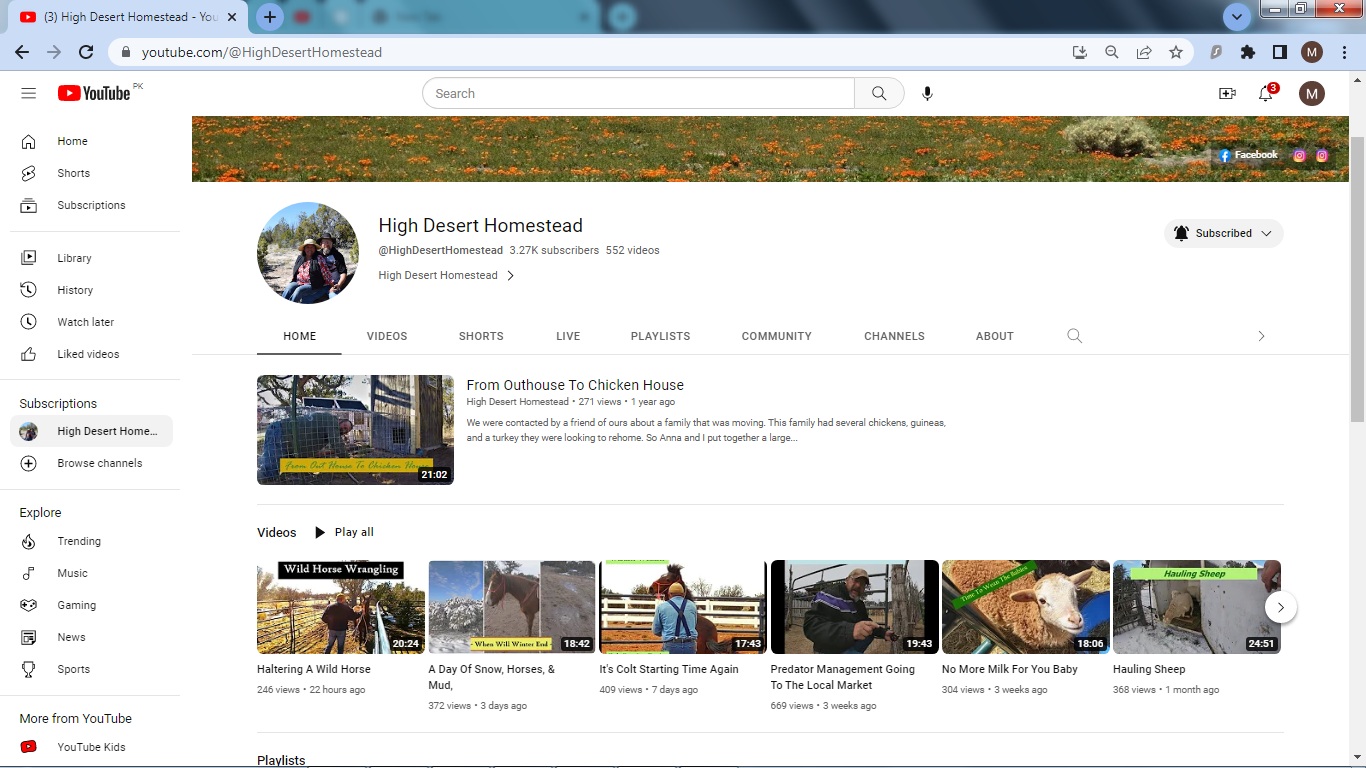 (3) High Desert Homestead - You
youtube.com/@HighDesertHomestead
M
YouTube PK
Search
3
M
Home
Shorts
Subscriptions
Library
History
Watch later
Liked videos
Subscriptions
High Desert Home...
Browse channels
Explore
Trending
Music
Gaming
News
Sports
More from YouTube
YouTube Kids
Facebook
High Desert Homestead
@HighDesertHomestead 3.27K subscribers 552 videos
High Desert Homestead
Subscribed
HOME VIDEOS SHORTS LIVE PLAYLISTS COMMUNITY CHANNELS ABOUT
From Out House To Chicken House
21:02
From Outhouse To Chicken House
High Desert Homestead • 271 views • 1 year ago
We were contacted by a friend of ours about a family that was moving. This family had several chickens, guineas,
and a turkey they were looking to rehome. So Anna and I put together a large...
Videos Play all
Wild Horse Wrangling
20:24
Haltering A Wild Horse
246 views • 22 hours ago
When Will Winter End
18:42
A Day Of Snow, Horses, &
Mud,
372 views • 3 days ago
17:43
It's Colt Starting Time Again
409 views • 7 days ago
19:43
Predator Management Going
To The Local Market
669 views • 3 weeks ago
Time To Wean The Babies
18:06
No More Milk For You Baby
304 views • 3 weeks ago
Hauling Sheep
24:51
Hauling Sheep
368 views • 1 month ago
Playlists